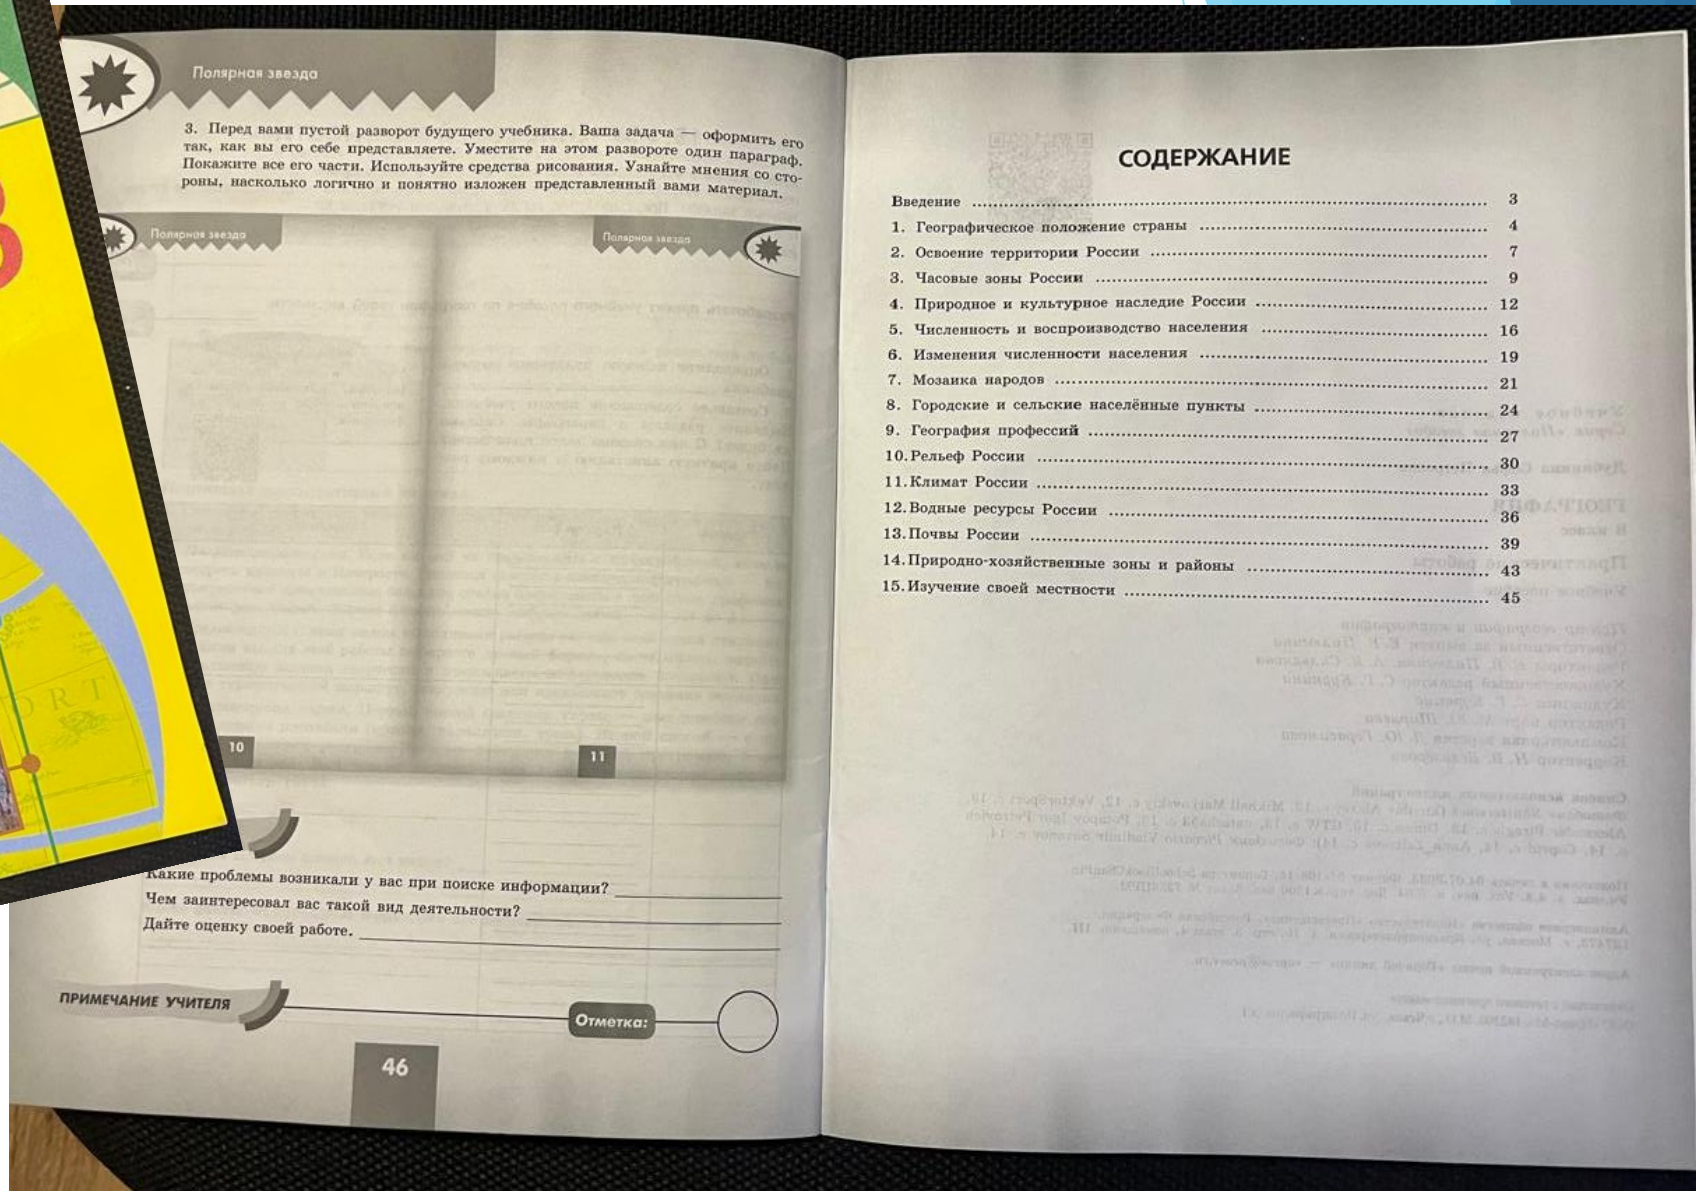 Полярная звезда
3. Перед вами пустой разворот будущего учебника. Ваша задача — оформить его
так, как вы его себе представляете. Уместите на этом развороте один параграф.
Покажите все его части. Используйте средства рисования. Узнайте мнения со сто-
роны, насколько логично и понятно изложен представленный вами материал.
Полярная звезда
Полярная звезда
10
11
Какие проблемы возникали у вас при поиске информации?
Чем заинтересовал вас такой вид деятельности?
Дайте оценку своей работе.
ПРИМЕЧАНИЕ УЧИТЕЛЯ
Отметка:
46
СОДЕРЖАНИЕ
Введение 3
1. Географическое положение страны 4
2. Освоение территории России 7
3. Часовые зоны России 9
4. Природное и культурное наследие России 12
5. Численность и воспроизводство населения 16
6. Изменения численности населения 19
7. Мозаика народов 21
8. Городские и сельские населённые пункты 24
9. География профессий 27
10. Рельеф России 30
11. Климат России 33
12. Водные ресурсы России 36
13. Почвы России 39
14. Природно-хозяйственные зоны и районы 43
15. Изучение своей местности 45
ORT